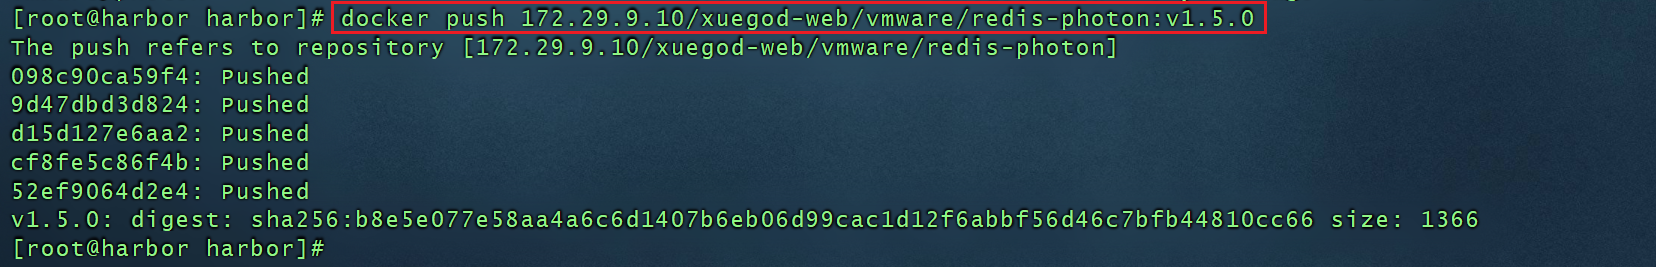 [root@harbor harbor]# docker push 172.29.9.10/xuegod-web/vmware/redis-photon:v1.5.0
The push refers to repository [172.29.9.10/xuegod-web/vmware/redis-photon]
098c90ca59f4: Pushed
9d47dbd3d824: Pushed
d15d127e6aa2: Pushed
cf8fe5c86f4b: Pushed
52ef9064d2e4: Pushed
v1.5.0: digest: sha256:b8e5e077e58aa4a6c6d1407b6eb06d99cac1d12f6abbf56d46c7bfb44810cc66 size: 1366
[root@harbor harbor]#